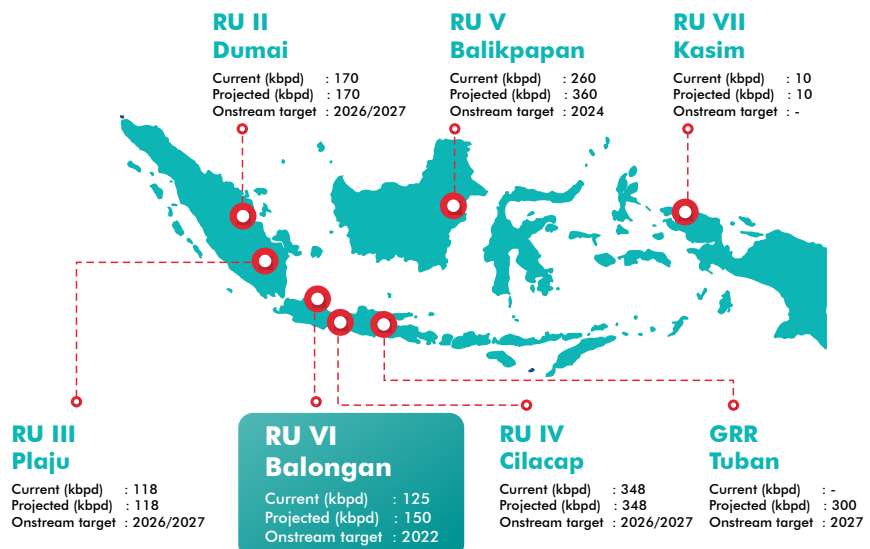 RU II
Dumai
Current (kbpd) : 170
Projected (kbpd) : 170
Onstream target : 2026/2027
RU V
Balikpapan
Current (kbpd) : 260
Projected (kbpd) : 360
Onstream target : 2024
RU VII
Kasim
Current (kbpd) : 10
Projected (kbpd) : 10
Onstream target : -
RU III
Plaju
Current (kbpd) : 118
Projected (kbpd) : 118
Onstream target : 2026/2027
RU VI
Balongan
Current (kbpd) : 125
Projected (kbpd) : 150
Onstream target : 2022
RU IV
Cilacap
Current (kbpd) : 348
Projected (kbpd) : 348
Onstream target : 2026/2027
GRR
Tuban
Current (kbpd) : -
Projected (kbpd) : 300
Onstream target : 2027